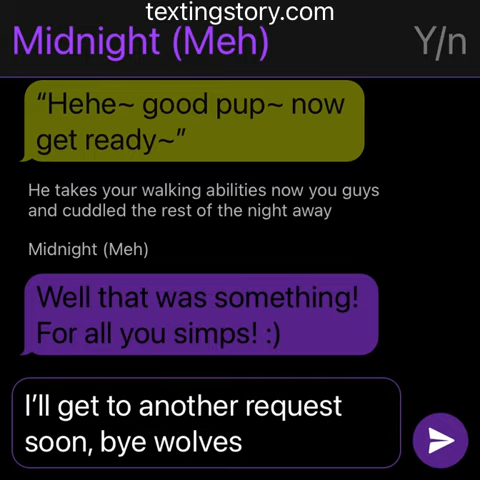 textingstory.com
Midnight (Meh) Y/n
“Hehe~ good pup~ now
get ready~”
He takes your walking abilities now you guys
and cuddled the rest of the night away
Midnight (Meh)
Well that was something!
For all you simps! :)
I’ll get to another request
soon, bye wolves